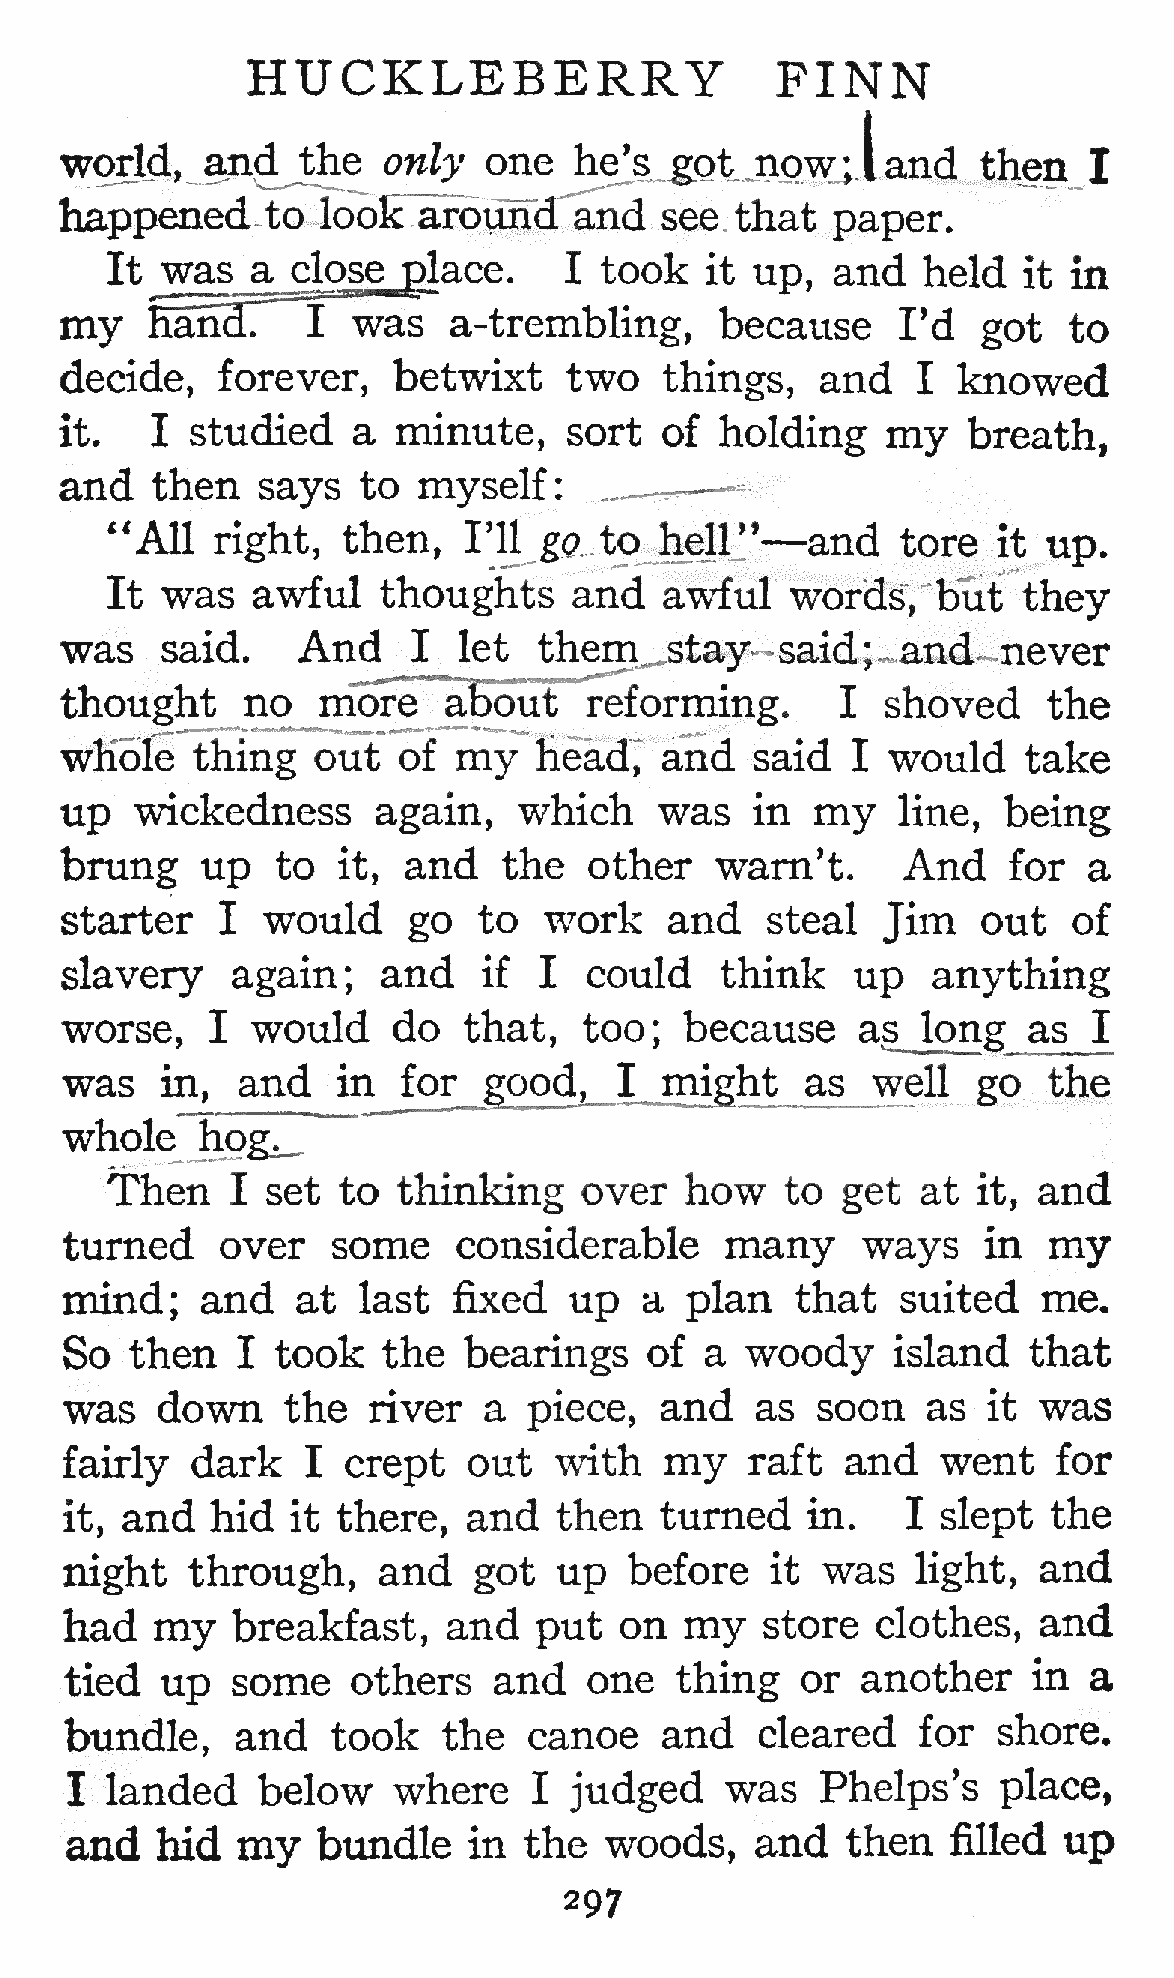 HUCKLEBERRY FINN
world, and the only one he's got now; and then I
happened to look around and see that paper.
It was a close place. I took it up, and held it in
my hand. I was a-trembling, because I'd got to
decide, forever, betwixt two things, and I knowed
it. I studied a minute, sort of holding my breath,
and then says to myself:
"All right, then, I'll go to hell"—and tore it up.
It was awful thoughts and awful words, but they
was said. And I let them stay said; and never
thought no more about reforming. I shoved the
whole thing out of my head, and said I would take
up wickedness again, which was in my line, being
brung up to it, and the other warn't. And for a
starter I would go to work and steal Jim out of
slavery again; and if I could think up anything
worse, I would do that, too; because as long as I
was in, and in for good, I might as well go the
whole hog.
Then I set to thinking over how to get at it, and
turned over some considerable many ways in my
mind; and at last fixed up a plan that suited me.
So then I took the bearings of a woody island that
was down the river a piece, and as soon as it was
fairly dark I crept out with my raft and went for
it, and hid it there, and then turned in. I slept the
night through, and got up before it was light, and
had my breakfast, and put on my store clothes, and
tied up some others and one thing or another in a
bundle, and took the canoe and cleared for shore.
I landed below where I judged was Phelps's place,
and hid my bundle in the woods, and then filled up
297